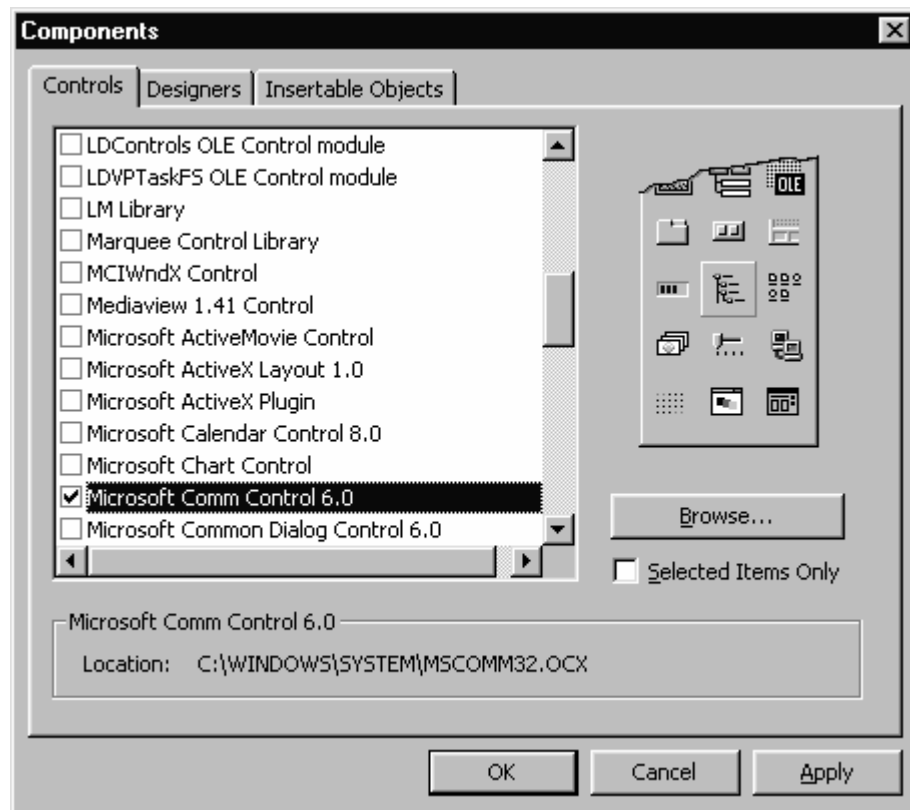 Components
Controls Designers Insertable Objects
LDControls OLE Control module
LDVPTaskFS OLE Control module
LM Library
Marquee Control Library
MCIWndX Control
Mediaview 1.41 Control
Microsoft ActiveMovie Control
Microsoft ActiveX Layout 1.0
Microsoft ActiveX Plugin
Microsoft Calendar Control 8.0
Microsoft Chart Control
Microsoft Comm Control 6.0
Microsoft Common Dialog Control 6.0
OLE
Browse...
Selected Items Only
Microsoft Comm Control 6.0
Location: C:\WINDOWS\SYSTEM\MSCOMM32.OCX
OK Cancel Apply